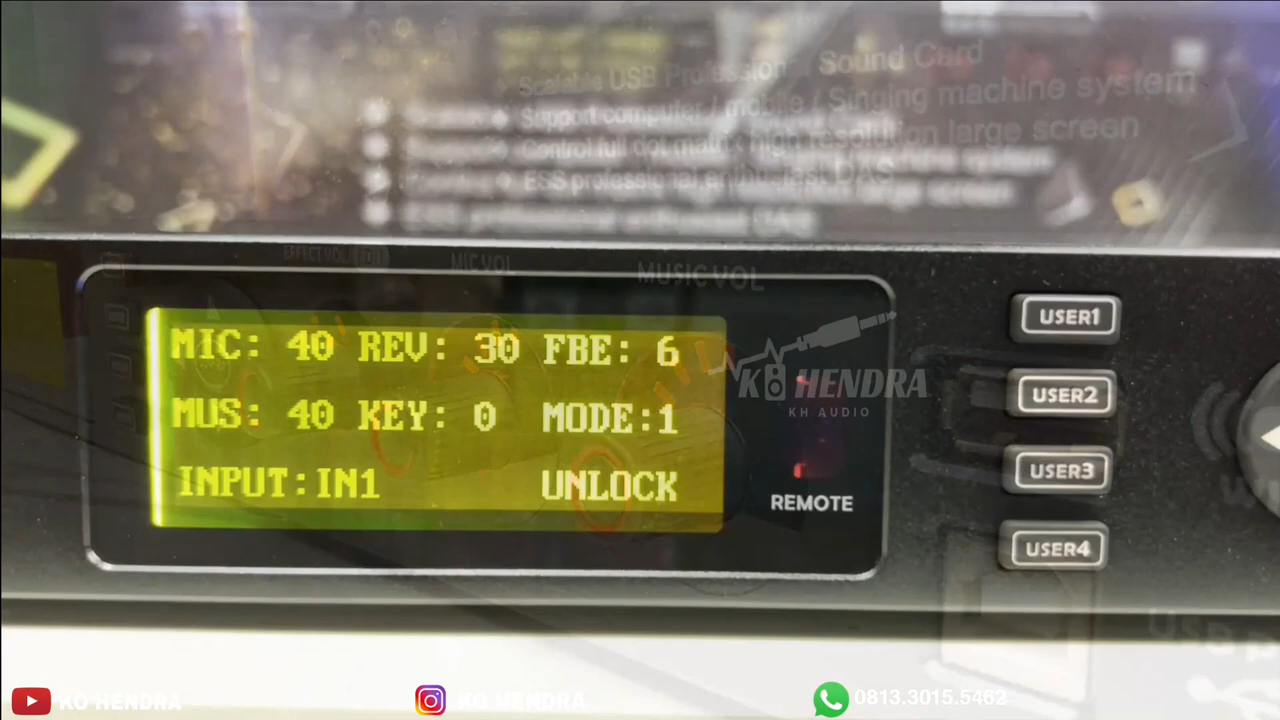 Scalable USB Profession / Sound Card
Support computer / mobile / Singing machine system
Control full dot matrix high resolution large screen
ESS professional enthusiast DAS
EFFECT VOL
MIC VOL
MUSIC VOL
MIC: 40 REV: 30 FBE: 6
MUS: 40 KEY: 0 MODE:1
INPUT:IN1 UNLOCK
REMOTE
USER1
USER2
USER3
USER4
KO HENDRA
KH AUDIO
USB
KO HENDRA
KO HENDRA
0813.3015.5462